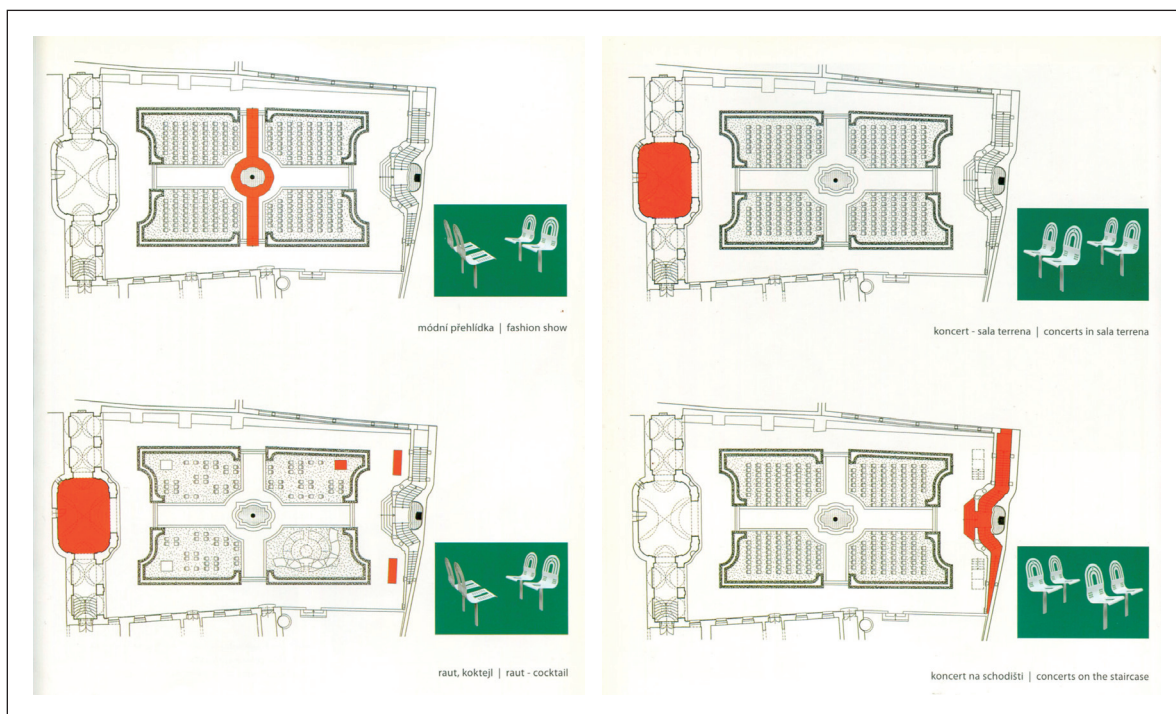 módní přehlídka | fashion show
koncert - sala terrena | concerts in sala terrena
raut, koktejl | raut - cocktail
koncert na schodišti | concerts on the staircase